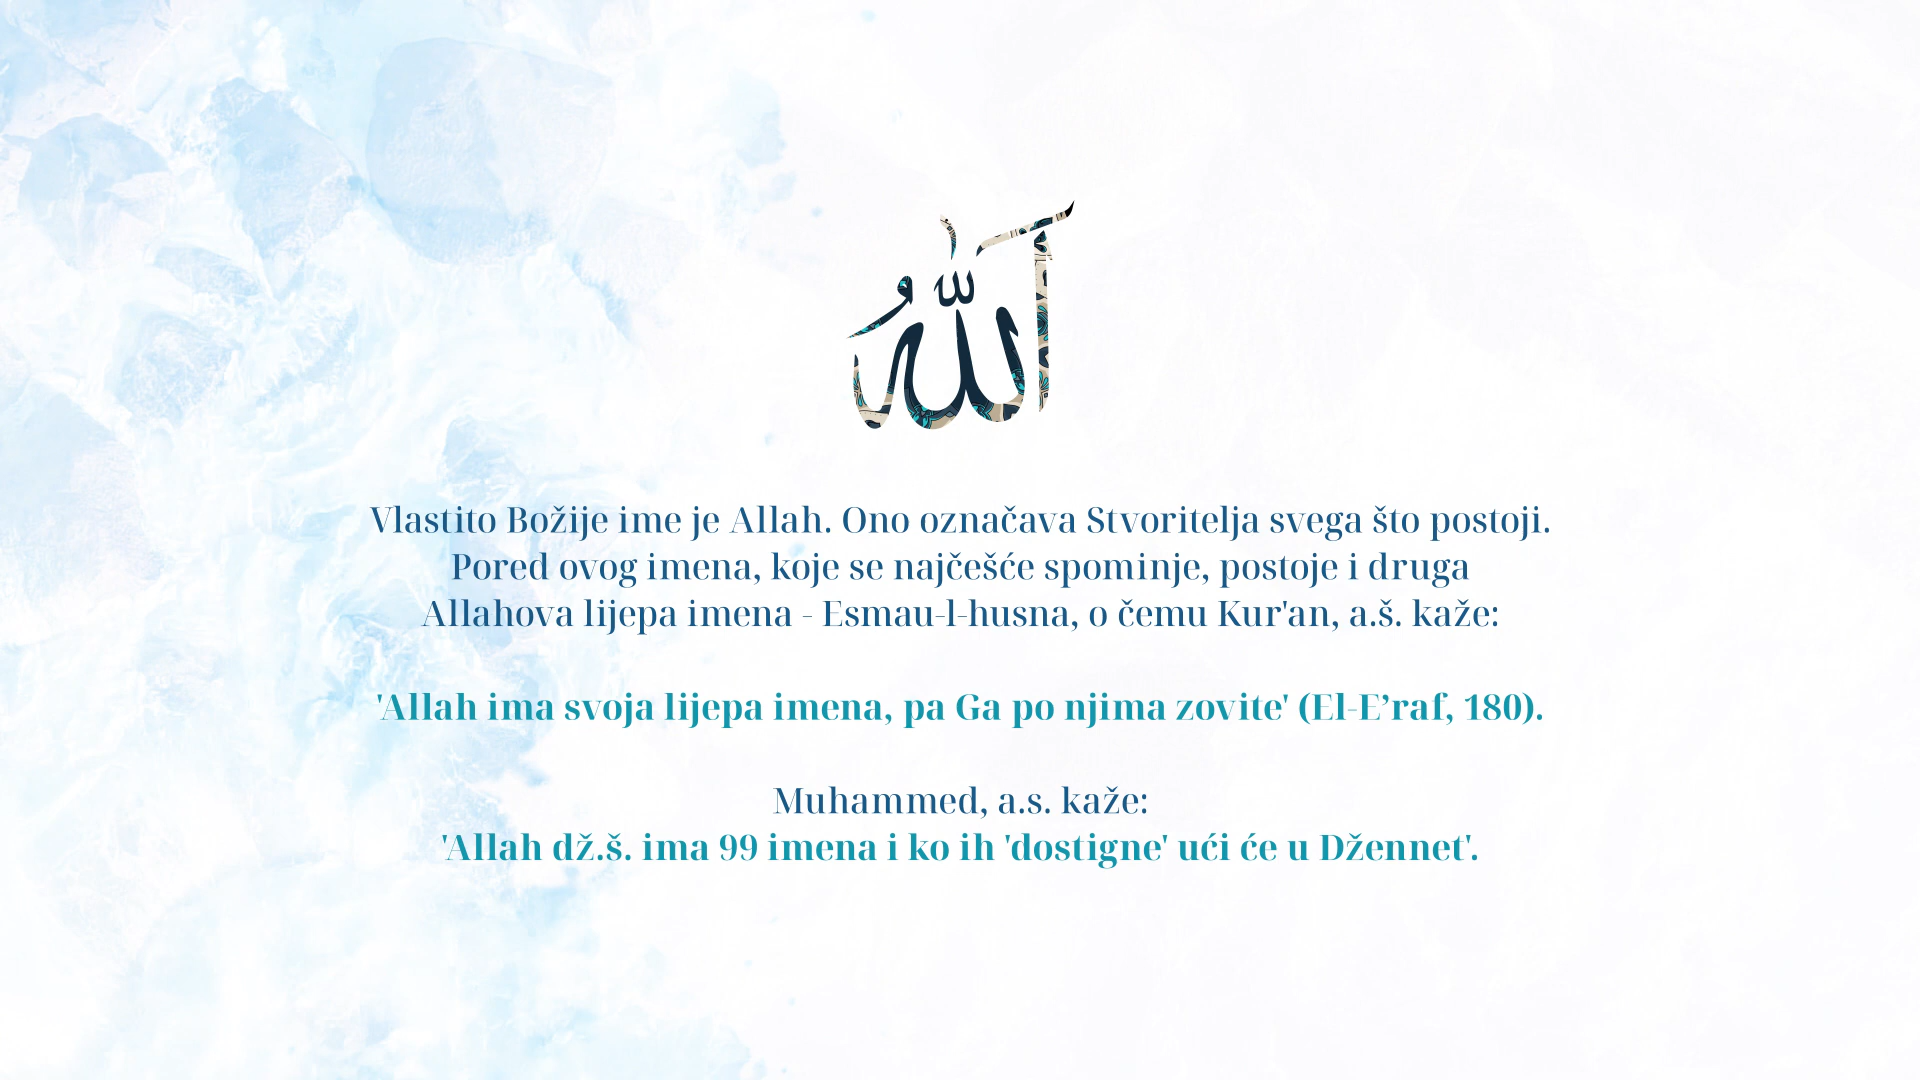 اللّٰهُ
Vlastito Božije ime je Allah. Ono označava Stvoritelja svega što postoji.
Pored ovog imena, koje se najčešće spominje, postoje i druga
Allahova lijepa imena - Esmau-l-husna, o čemu Kur'an, a.š. kaže:
'Allah ima svoja lijepa imena, pa Ga po njima zovite' (El-E’raf, 180).
Muhammed, a.s. kaže:
'Allah dž.š. ima 99 imena i ko ih 'dostigne' ući će u Džennet'.